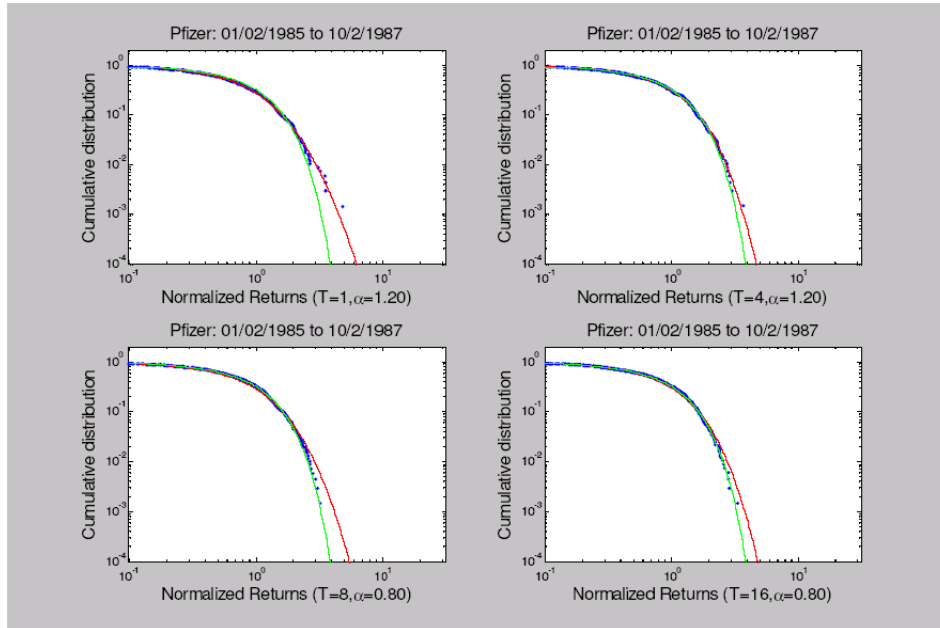 Pfizer: 01/02/1985 to 10/2/1987
Cumulative distribution
10^0
10^-1
10^-2
10^-3
10^-4
10^-1
10^0
10^1
Normalized Returns (T=1,α=1.20)
Pfizer: 01/02/1985 to 10/2/1987
Cumulative distribution
10^0
10^-1
10^-2
10^-3
10^-4
10^-1
10^0
10^1
Normalized Returns (T=4,α=1.20)
Pfizer: 01/02/1985 to 10/2/1987
Cumulative distribution
10^0
10^-1
10^-2
10^-3
10^-4
10^-1
10^0
10^1
Normalized Returns (T=8,α=0.80)
Pfizer: 01/02/1985 to 10/2/1987
Cumulative distribution
10^0
10^-1
10^-2
10^-3
10^-4
10^-1
10^0
10^1
Normalized Returns (T=16,α=0.80)